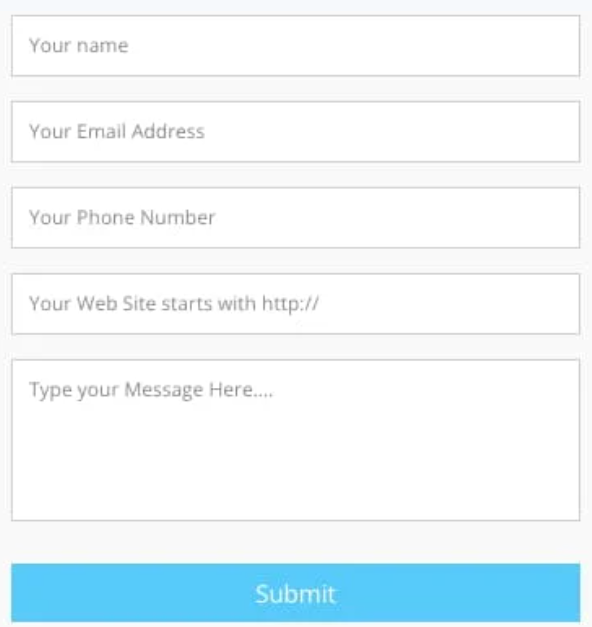 Your name
Your Email Address
Your Phone Number
Your Web Site starts with http://
Type your Message Here....
Submit